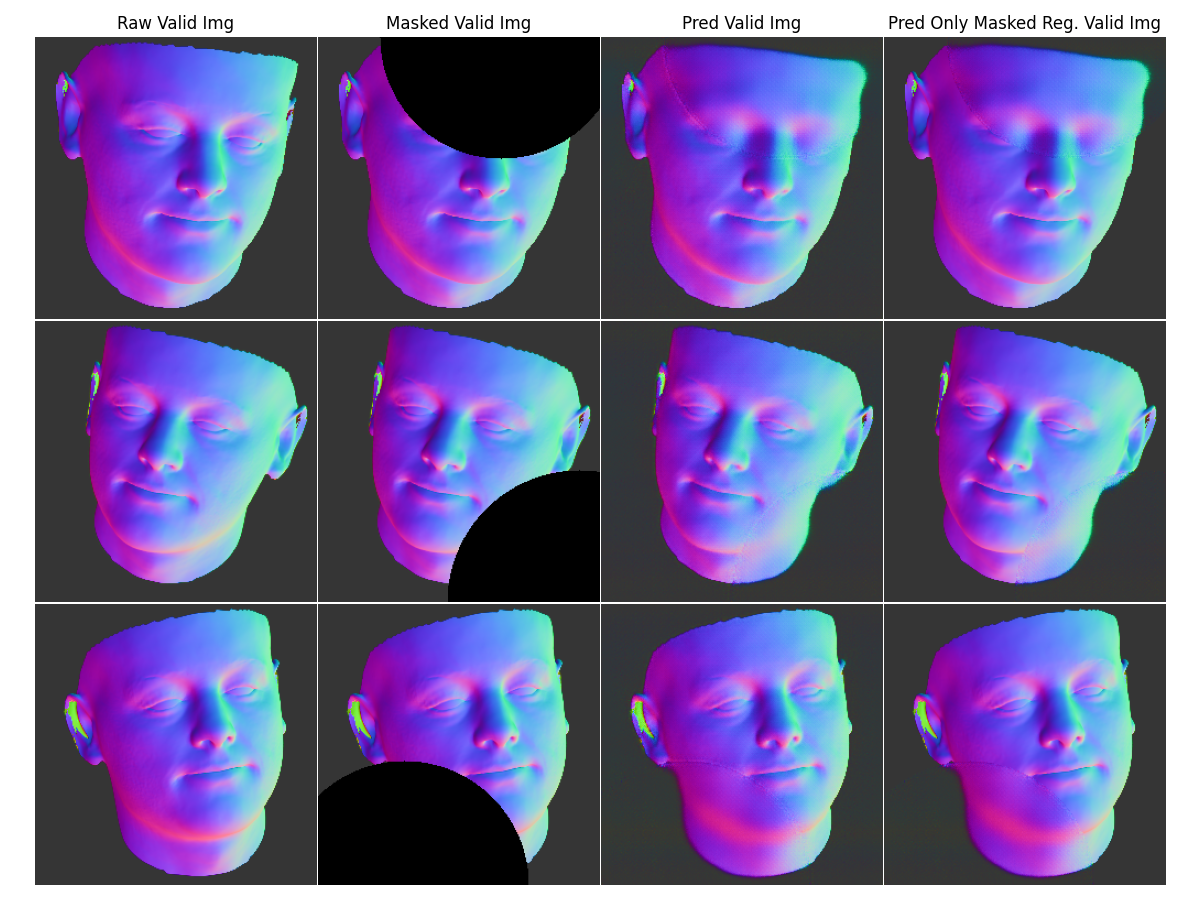 Raw Valid Img
Masked Valid Img
Pred Valid Img
Pred Only Masked Reg. Valid Img